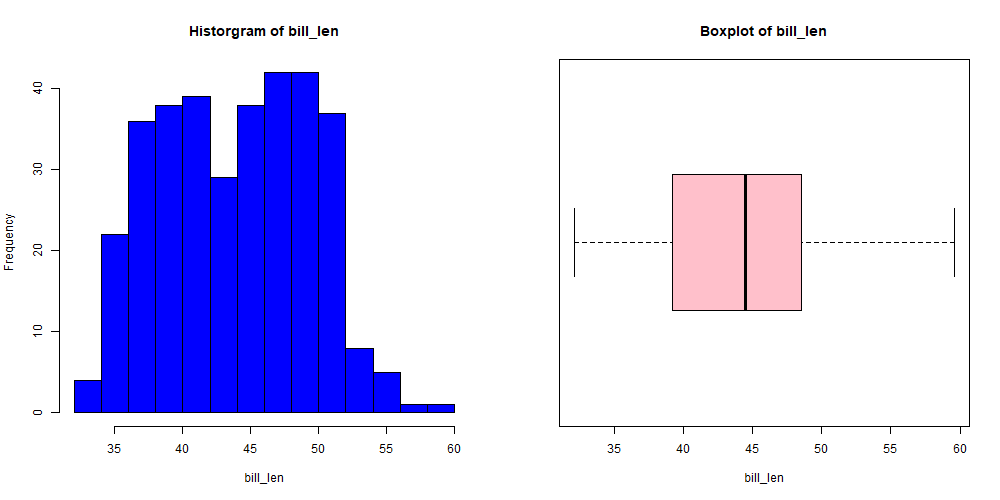 Historgram of bill_len
Frequency
40
30
20
10
0
35 40 45 50 55 60
bill_len
Boxplot of bill_len
35 40 45 50 55 60
bill_len